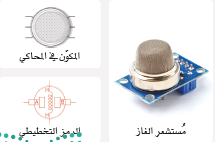 المكوّن في المحاكي
الرمز التخطيطي
مُستشعر الغاز